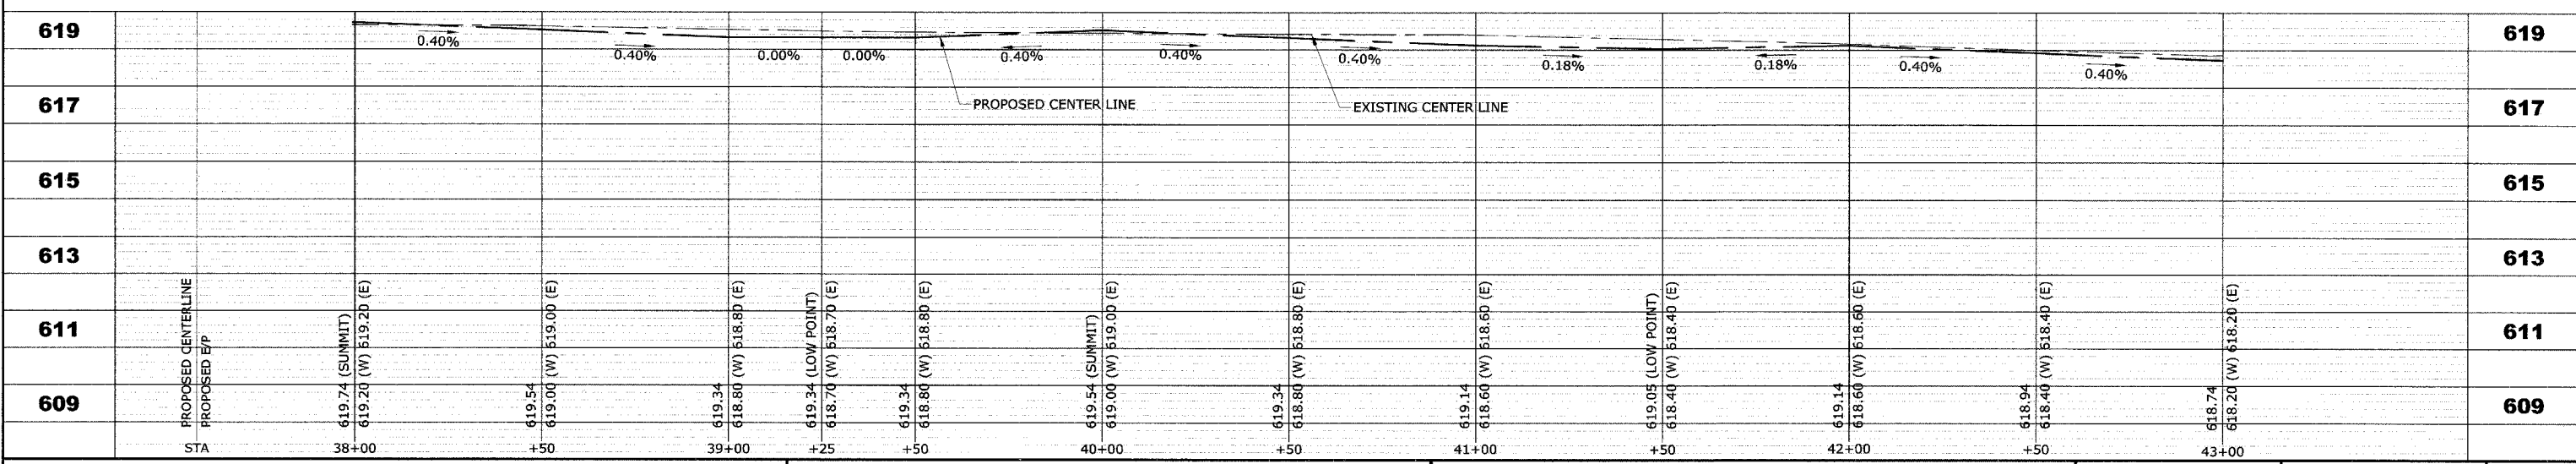 619
0.40%
0.40%
0.00%
0.00%
0.40%
0.40%
0.40%
0.18%
0.18%
0.40%
0.40%
619
617
PROPOSED CENTER LINE
EXISTING CENTER LINE
617
615
615
613
613
611
611
609
609
PROPOSED CENTERLINE
PROPOSED E/P
619.74 (SUMMIT)
619.20 (W) 619.20 (E)
619.54
619.00 (W) 619.00 (E)
619.34
618.80 (W) 618.80 (E)
619.34 (LOW POINT)
618.70 (W) 618.70 (E)
619.34
618.80 (W) 618.80 (E)
619.54 (SUMMIT)
619.00 (W) 619.00 (E)
619.34
618.80 (W) 618.80 (E)
619.14
618.60 (W) 618.60 (E)
619.05 (LOW POINT)
618.40 (W) 618.40 (E)
619.14
618.60 (W) 618.60 (E)
618.94
618.40 (W) 618.40 (E)
618.74
618.20 (W) 618.20 (E)
STA
38+00
+50
39+00
+25
+50
40+00
+50
41+00
+50
42+00
+50
43+00